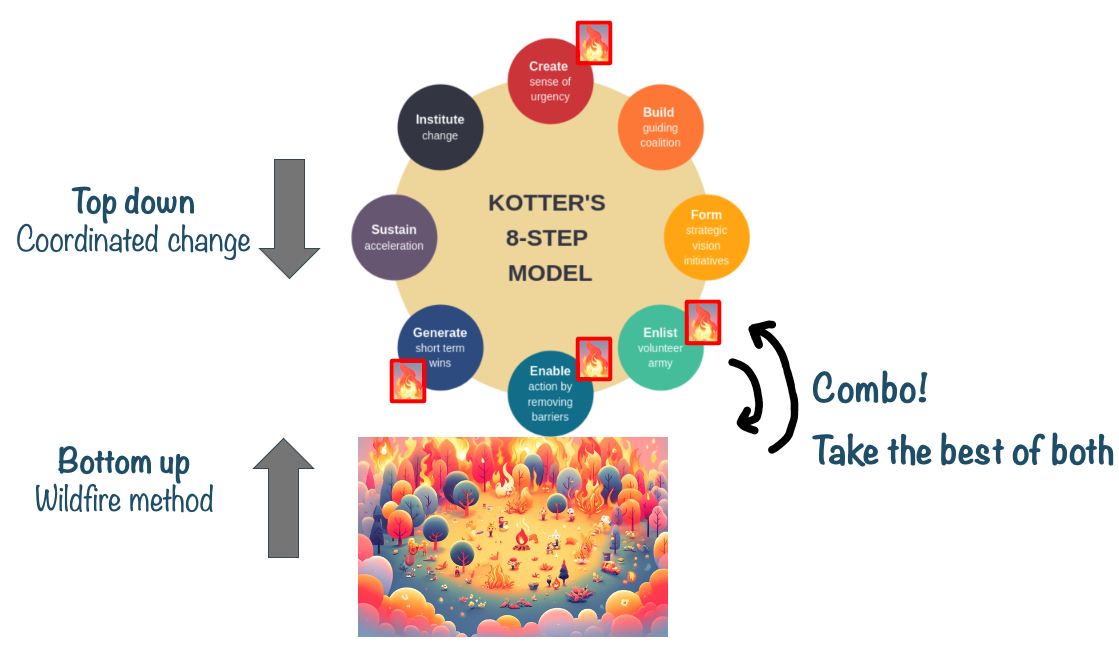 Create
sense of
urgency
Build
guiding
coalition
Form
strategic
vision
initiatives
Enlist
volunteer
army
Enable
action by
removing
barriers
Generate
short term
wins
Sustain
acceleration
Institute
change
KOTTER'S
8-STEP
MODEL
Top down
Coordinated change
Bottom up
Wildfire method
Combo!
Take the best of both